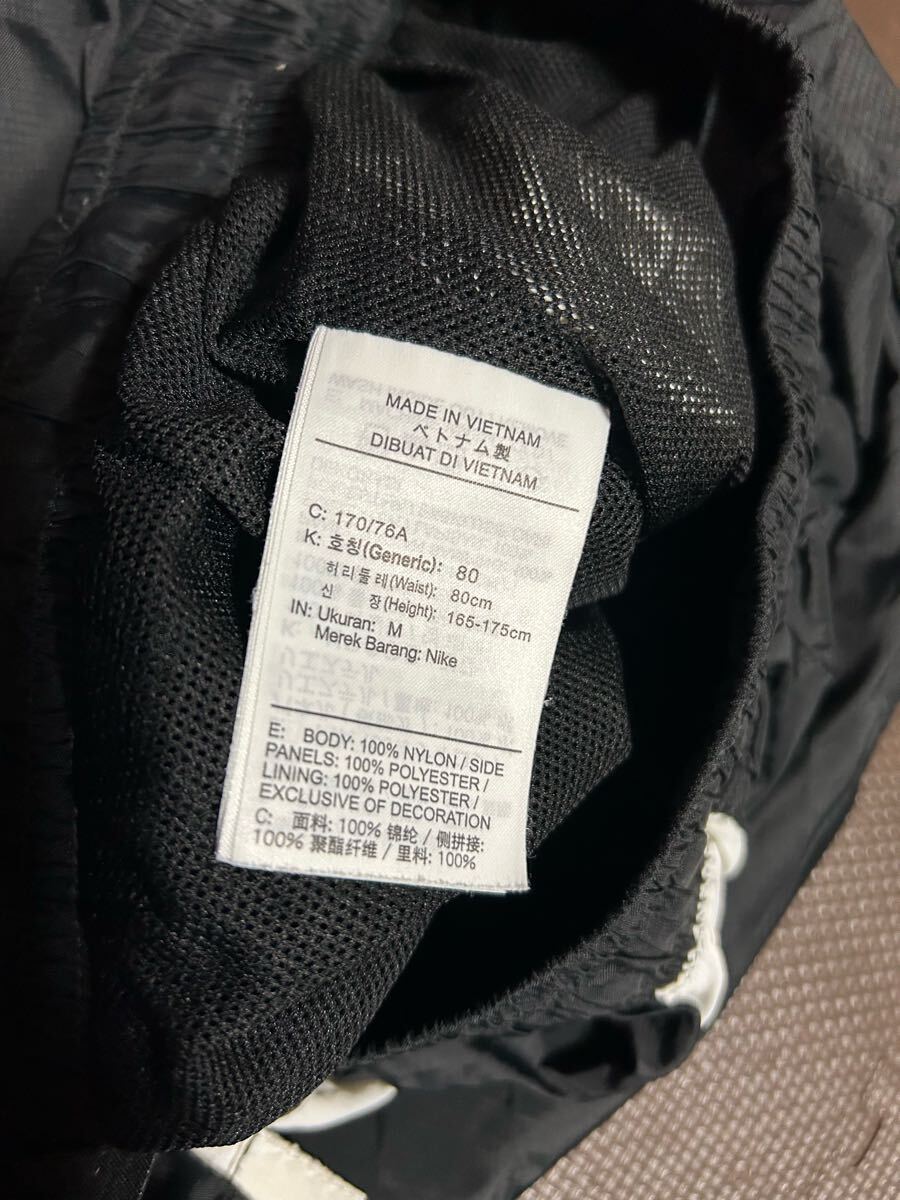 MADE IN VIETNAM
ベトナム製
DIBUAT DI VIETNAM
C: 170/76A
K: 호칭(Generic): 80
허리둘레(Waist): 80cm
신 장(Height): 165-175cm
IN: Ukuran: M
Merek Barang: Nike
E: BODY: 100% NYLON / SIDE
PANELS: 100% POLYESTER /
LINING: 100% POLYESTER /
EXCLUSIVE OF DECORATION
C: 面料: 100% 锦纶 / 侧拼接:
100% 聚酯纤维 / 里料: 100%